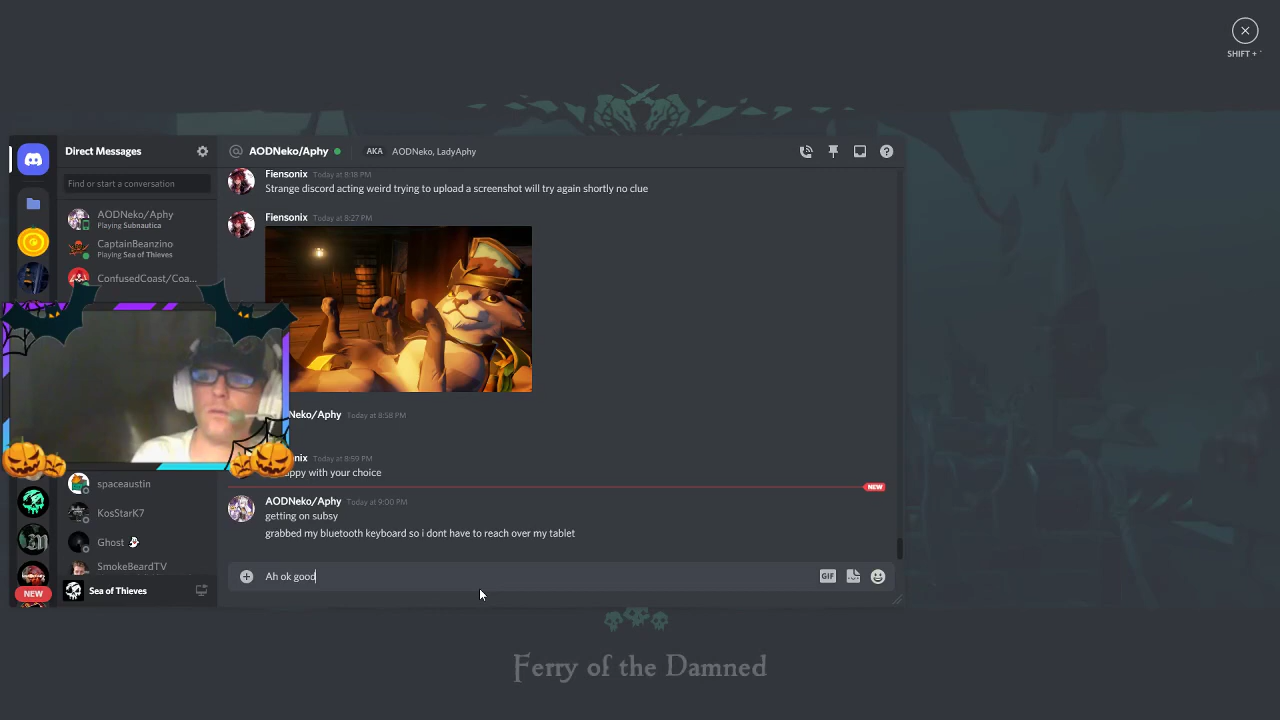 SHIFT + `
Direct Messages
AODNeko/Aphy
AKA
AODNeko, LadyAphy
Find or start a conversation
AODNeko/Aphy
Playing Subnautica
CaptainBeanzino
Playing Sea of Thieves
ConfusedCoast/Coa...
spaceaustin
KosStarK7
Ghost 👻
SmokeBeardTV
NEW
Sea of Thieves
Fiensonix Today at 8:18 PM
Strange discord acting weird trying to upload a screenshot will try again shortly no clue
Fiensonix Today at 8:27 PM
Neko/Aphy Today at 8:58 PM
onix Today at 8:59 PM
appy with your choice
NEW
AODNeko/Aphy Today at 9:00 PM
getting on subsy
grabbed my bluetooth keyboard so i dont have to reach over my tablet
Ah ok good
GIF
Ferry of the Damned